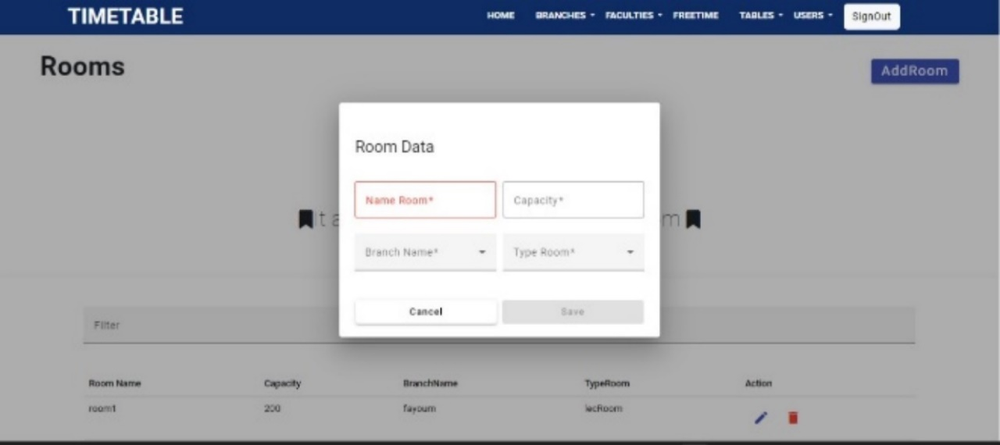 TIMETABLE HOME BRANCHES FACULTIES FREETIME TABLES USERS SignOut
Rooms AddRoom
Room Data
Name Room* Capacity*
Branch Name* Type Room*
Cancel Save
Filter
Room Name Capacity BranchName TypeRoom Action
room1 200 fayoum lecRoom